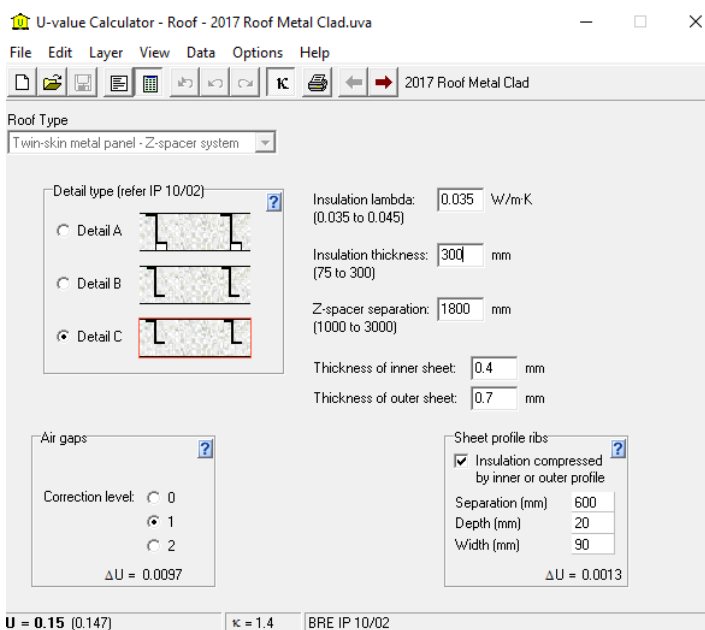 U-value Calculator - Roof - 2017 Roof Metal Clad.uva
File Edit Layer View Data Options Help
κ 2017 Roof Metal Clad
Roof Type
Twin-skin metal panel - Z-spacer system
Detail type (refer IP 10/02)
?
Detail A
Detail B
Detail C
Insulation lambda: 0.035 W/m·K
(0.035 to 0.045)
Insulation thickness: 300 mm
(75 to 300)
Z-spacer separation: 1800 mm
(1000 to 3000)
Thickness of inner sheet: 0.4 mm
Thickness of outer sheet: 0.7 mm
Air gaps
?
Correction level: 0
1
2
ΔU = 0.0097
Sheet profile ribs
?
Insulation compressed
by inner or outer profile
Separation (mm) 600
Depth (mm) 20
Width (mm) 90
ΔU = 0.0013
U = 0.15 (0.147) κ = 1.4 BRE IP 10/02